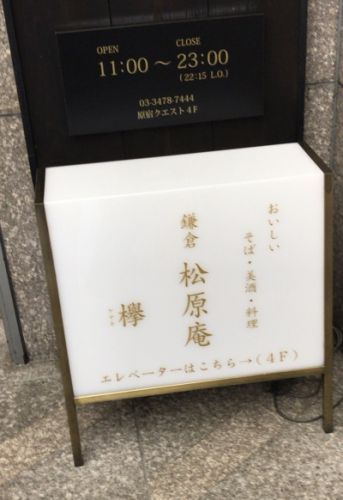 OPEN CLOSE
11:00〜23:00
(22:15 L.O.)
03-3478-7444
原宿クエスト4F
おいしい
そば・美酒・料理
鎌倉 松原庵
欅
エレベーターはこちら→(4F)